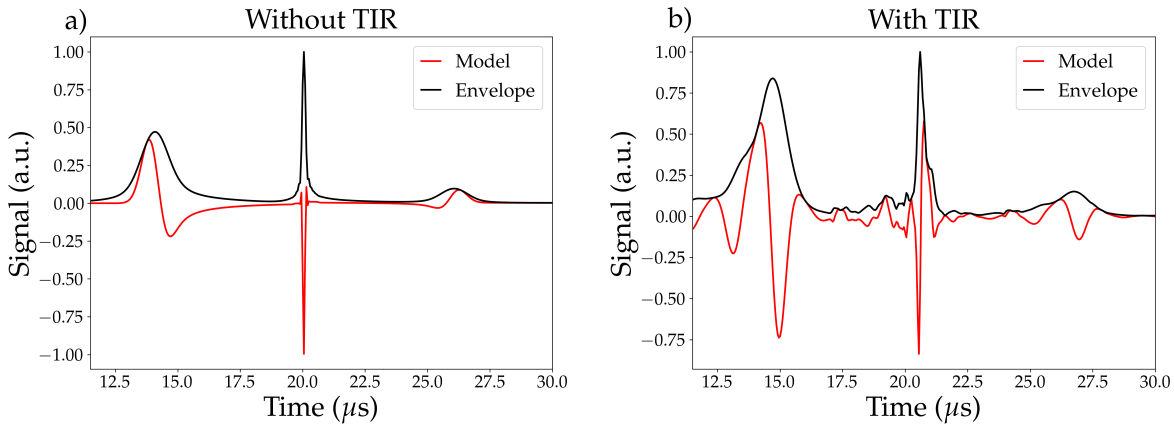 a) Without TIR
Model
Envelope
1.00
0.75
0.50
0.25
0.00
−0.25
−0.50
−0.75
−1.00
Signal (a.u.)
12.5 15.0 17.5 20.0 22.5 25.0 27.5 30.0
Time (μs)
b) With TIR
Model
Envelope
1.00
0.75
0.50
0.25
0.00
−0.25
−0.50
−0.75
Signal (a.u.)
12.5 15.0 17.5 20.0 22.5 25.0 27.5 30.0
Time (μs)